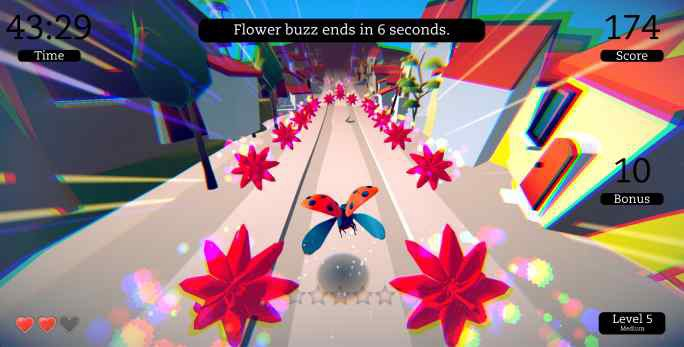 43:29
Time
Flower buzz ends in 6 seconds.
174
Score
10
Bonus
Level 5
Medium